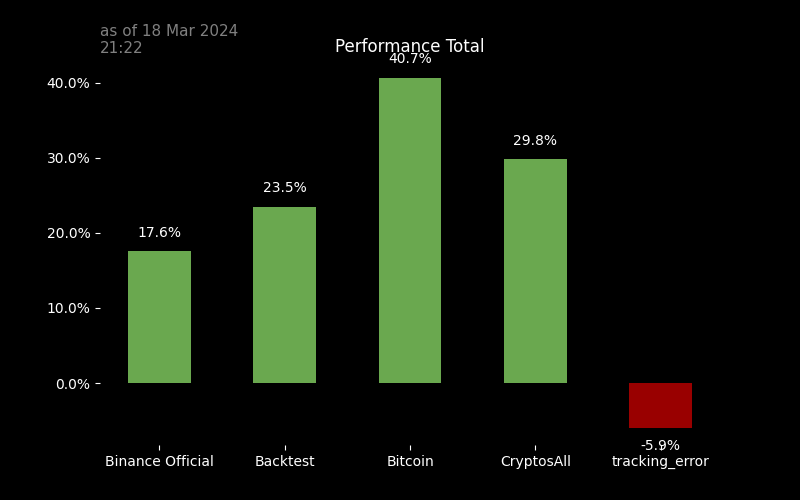 as of 18 Mar 2024
21:22
Performance Total
40.7%
40.0%
29.8%
30.0%
23.5%
17.6%
20.0%
10.0%
0.0%
-5.9%
Binance Official
Backtest
Bitcoin
CryptosAll
tracking_error